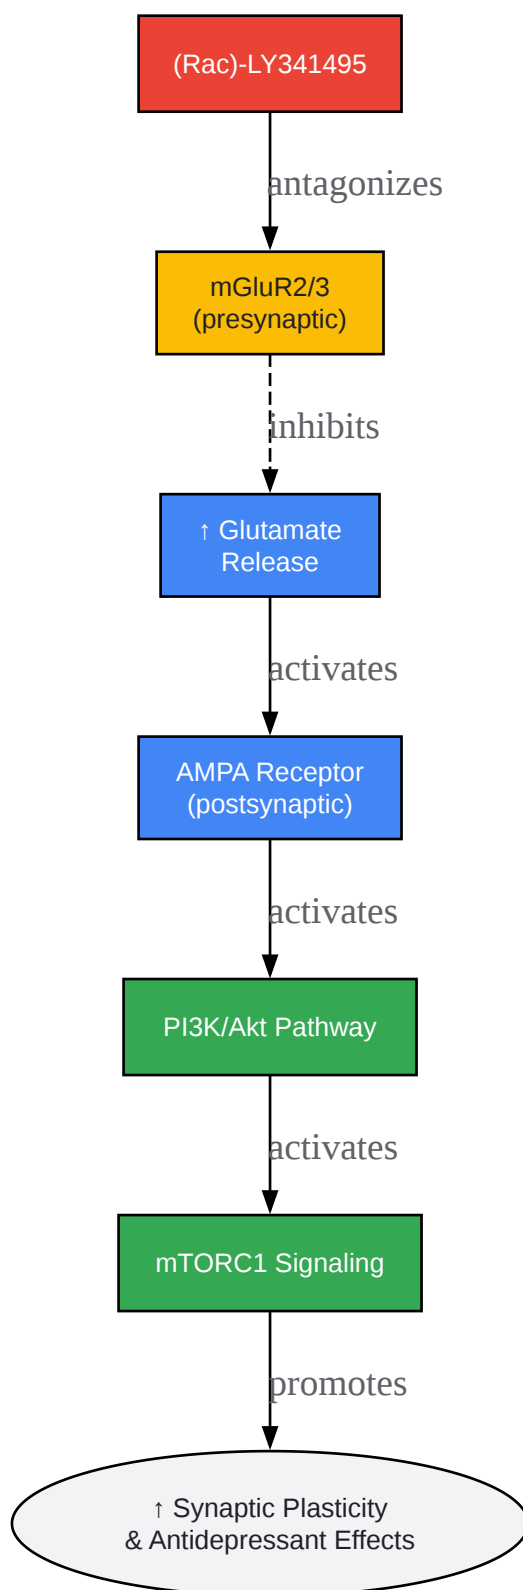 (Rac)-LY341495
antagonizes
mGluR2/3
(presynaptic)
inhibits
↑ Glutamate
Release
activates
AMPA Receptor
(postsynaptic)
activates
PI3K/Akt Pathway
activates
mTORC1 Signaling
promotes
↑ Synaptic Plasticity
& Antidepressant Effects